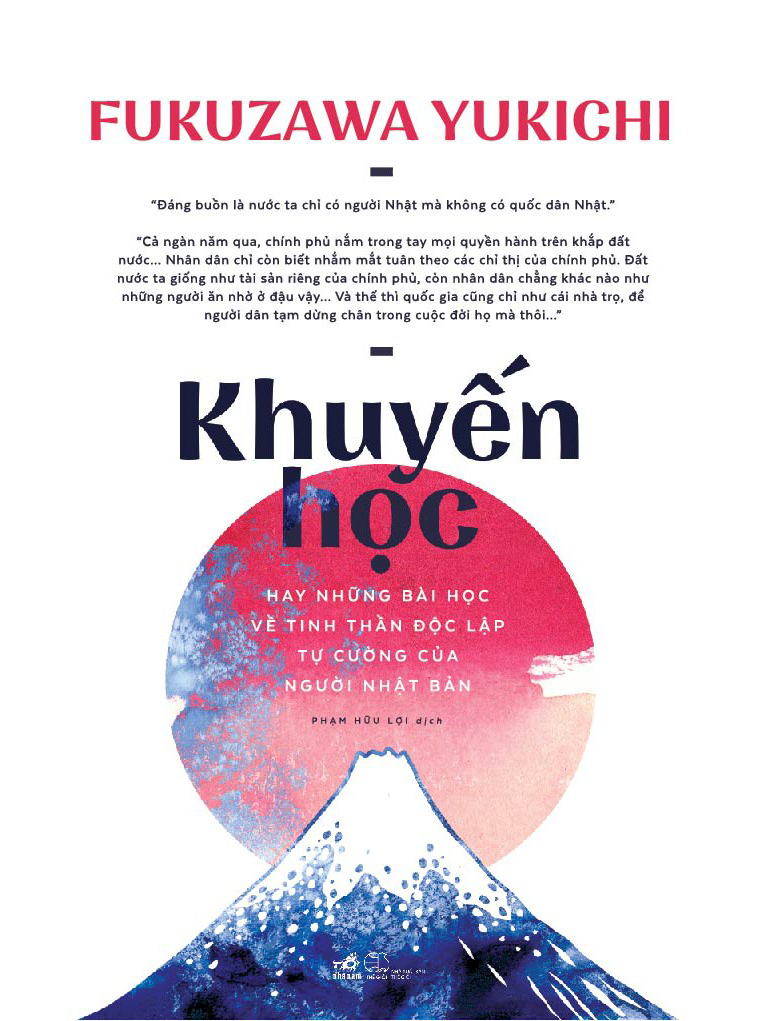 FUKUZAWA YUKICHI
“Đáng buồn là nước ta chỉ có người Nhật mà không có quốc dân Nhật.”
“Cả ngàn năm qua, chính phủ nắm trong tay mọi quyền hành trên khắp đất
nước... Nhân dân chỉ còn biết nhắm mắt tuân theo các chỉ thị của chính phủ. Đất
nước ta giống như tài sản riêng của chính phủ, còn nhân dân chẳng khác nào như
những người ăn nhờ ở đậu vậy... Và thế thì quốc gia cũng chỉ như cái nhà trọ, để
người dân tạm dừng chân trong cuộc đời họ mà thôi...”
Khuyến
học
HAY NHỮNG BÀI HỌC
VỀ TINH THẦN ĐỘC LẬP
TỰ CƯỜNG CỦA
NGƯỜI NHẬT BẢN
PHẠM HỮU LỢI dịch